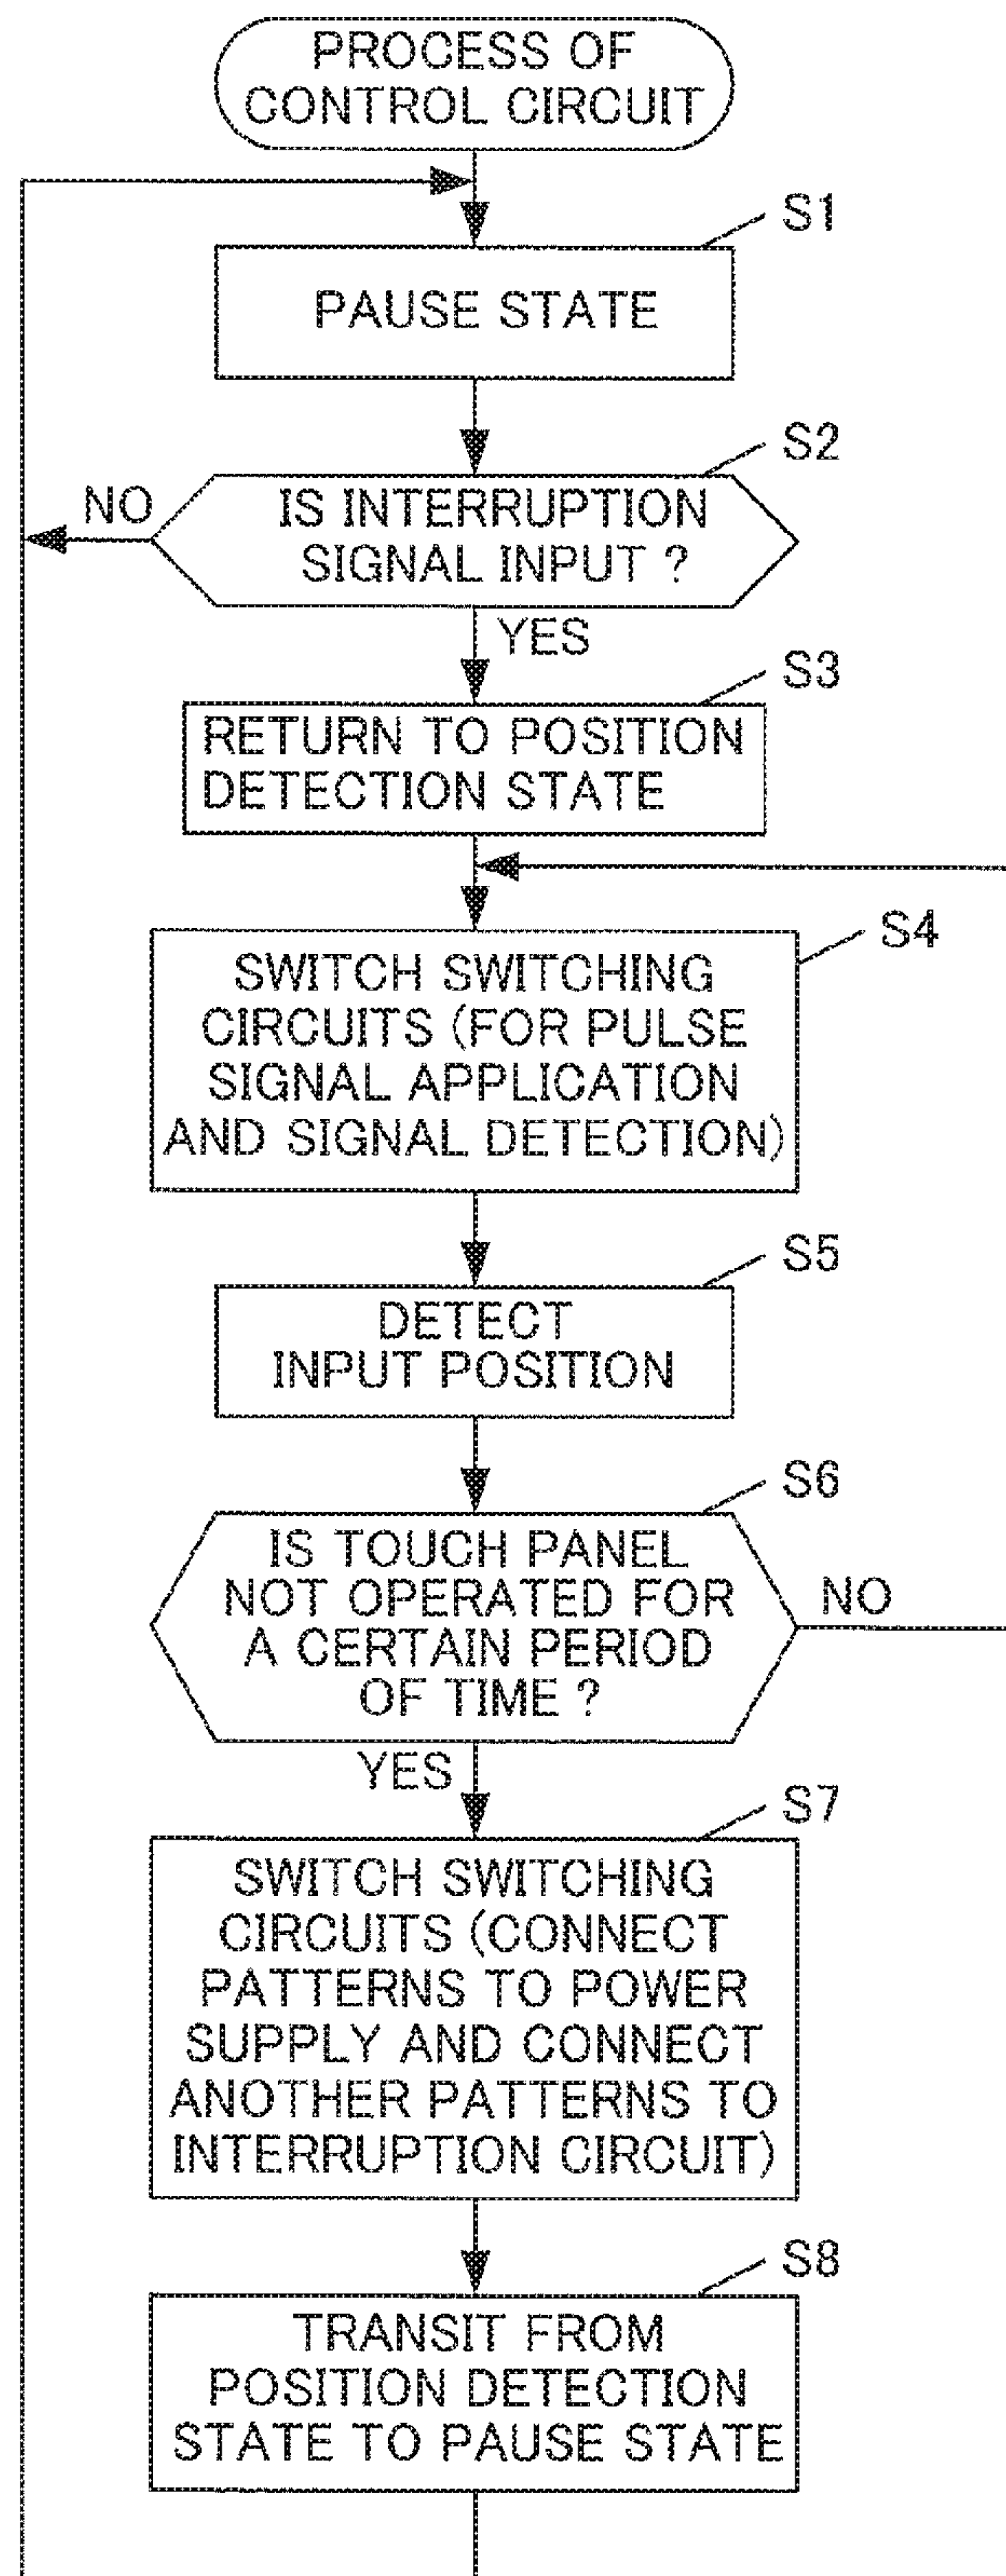 PROCESS OF
CONTROL CIRCUIT
S1
PAUSE STATE
S2
NO
IS INTERRUPTION
SIGNAL INPUT ?
YES
S3
RETURN TO POSITION
DETECTION STATE
S4
SWITCH SWITCHING
CIRCUITS (FOR PULSE
SIGNAL APPLICATION
AND SIGNAL DETECTION)
S5
DETECT
INPUT POSITION
S6
IS TOUCH PANEL
NOT OPERATED FOR
A CERTAIN PERIOD
OF TIME ?
NO
YES
S7
SWITCH SWITCHING
CIRCUITS (CONNECT
PATTERNS TO POWER
SUPPLY AND CONNECT
ANOTHER PATTERNS TO
INTERRUPTION CIRCUIT)
S8
TRANSIT FROM
POSITION DETECTION
STATE TO PAUSE STATE